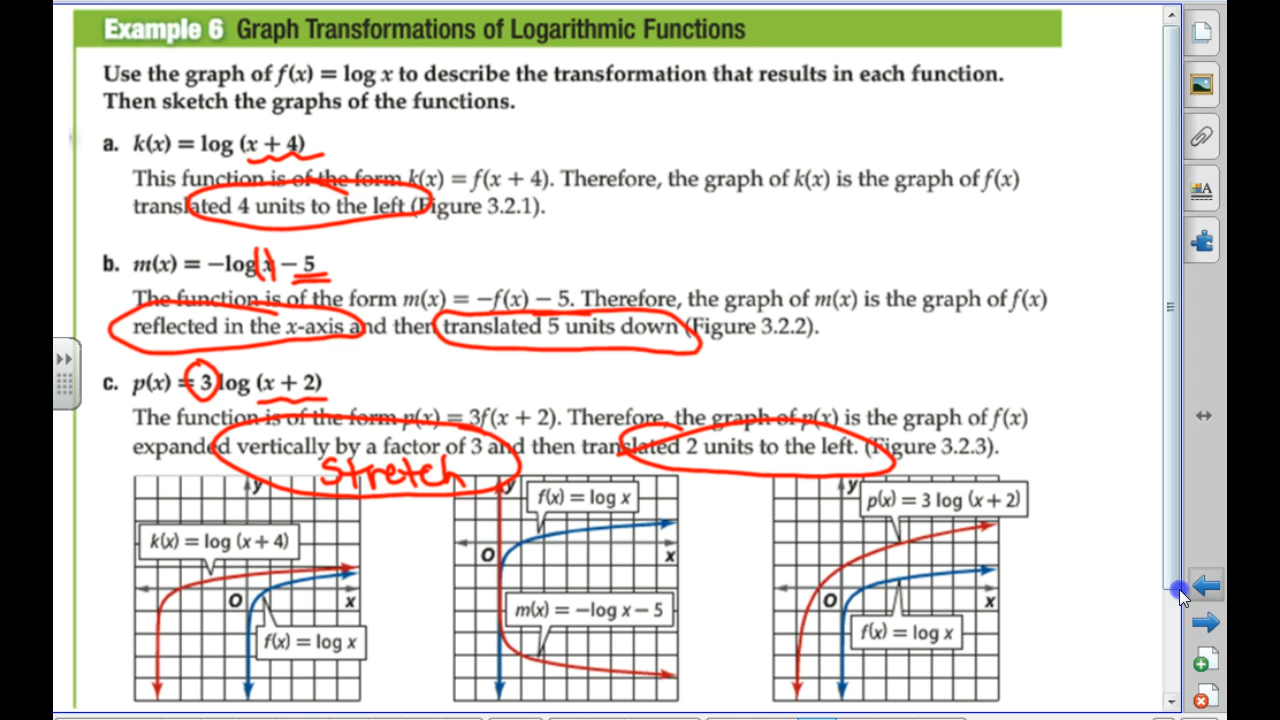 Example 6 Graph Transformations of Logarithmic Functions
Use the graph of f(x) = log x to describe the transformation that results in each function.
Then sketch the graphs of the functions.
a. k(x) = log (x + 4)
This function is of the form k(x) = f(x + 4). Therefore, the graph of k(x) is the graph of f(x)
translated 4 units to the left (Figure 3.2.1).
b. m(x) = −log x − 5
The function is of the form m(x) = −f(x) − 5. Therefore, the graph of m(x) is the graph of f(x)
reflected in the x-axis and then translated 5 units down (Figure 3.2.2).
c. p(x) = 3 log (x + 2)
The function is of the form p(x) = 3f(x + 2). Therefore, the graph of p(x) is the graph of f(x)
expanded vertically by a factor of 3 and then translated 2 units to the left. (Figure 3.2.3).
stretch
y
k(x) = log (x + 4)
O
x
f(x) = log x
y
f(x) = log x
O
x
m(x) = −log x − 5
y
p(x) = 3 log (x + 2)
O
x
f(x) = log x